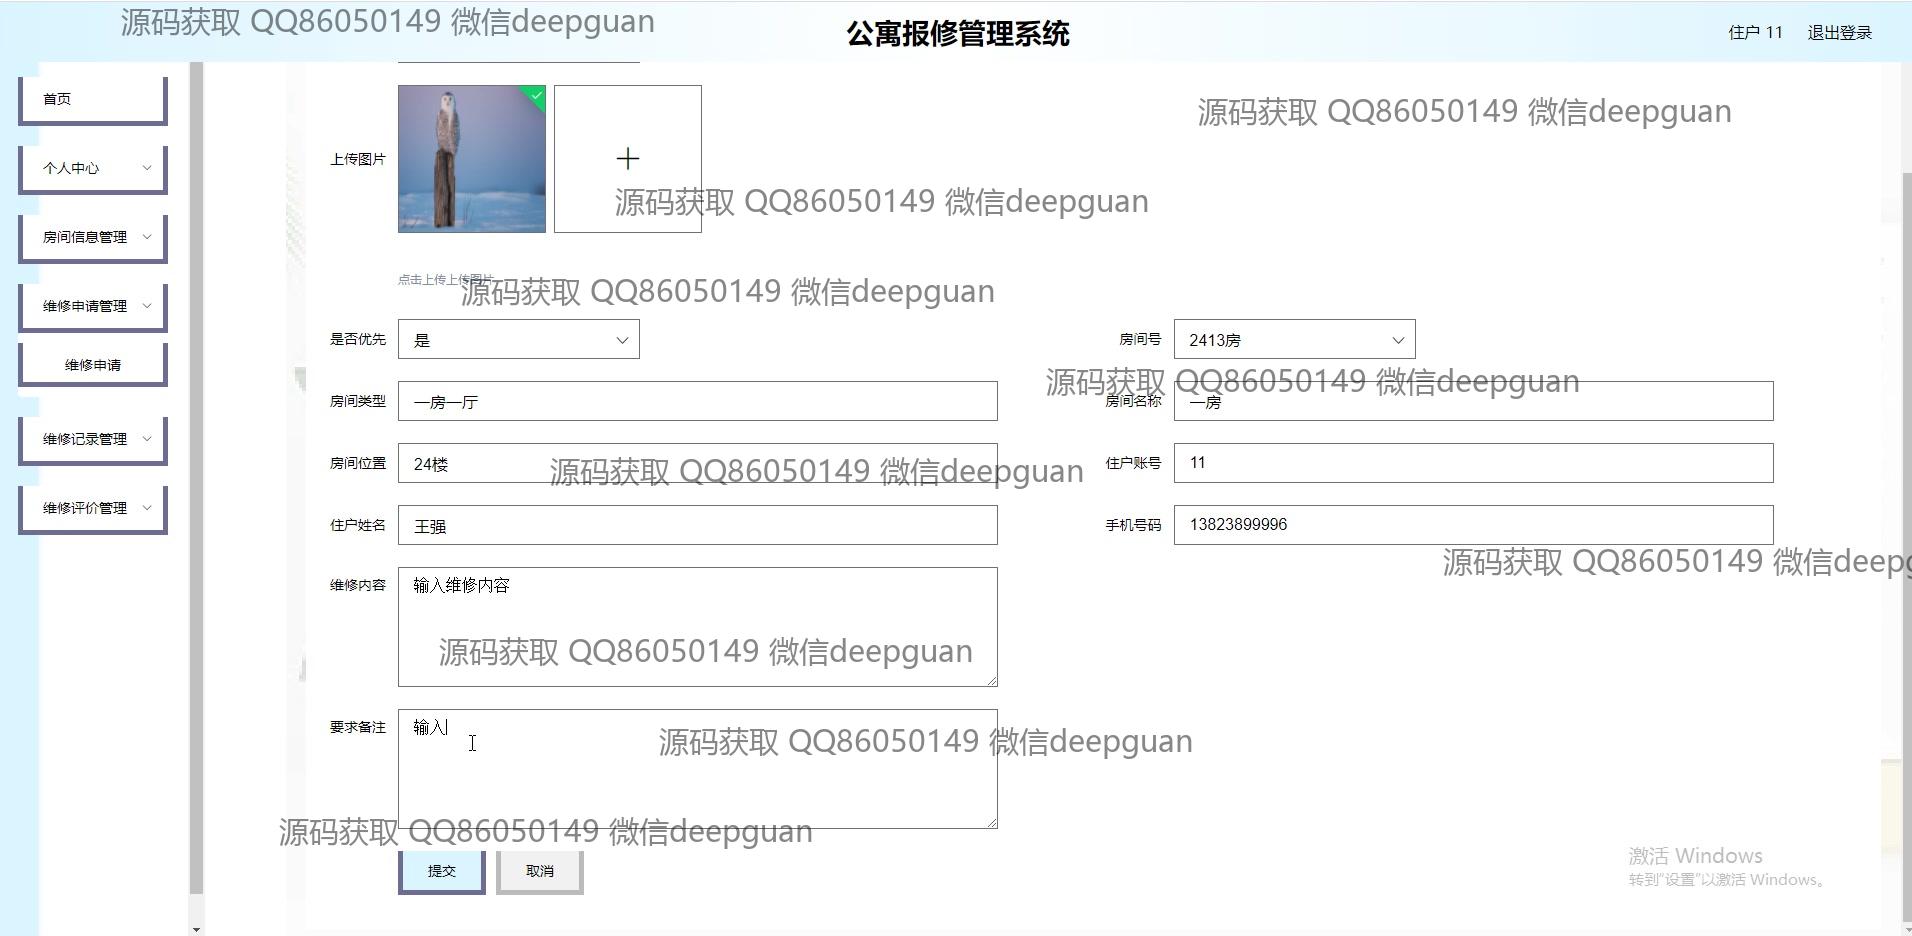 源码获取 QQ86050149 微信deepguan
公寓报修管理系统
住户 11
退出登录
首页
源码获取 QQ86050149 微信deepguan
上传图片
个人中心
源码获取 QQ86050149 微信deepguan
房间信息管理
点击上传上传图片
源码获取 QQ86050149 微信deepguan
维修申请管理
是否优先
是
房间号
2413房
维修申请
源码获取 QQ86050149 微信deepguan
房间类型
一房一厅
房间名称
一房
维修记录管理
房间位置
24楼
源码获取 QQ86050149 微信deepguan
住户账号
11
维修评价管理
住户姓名
王强
手机号码
13823899996
源码获取 QQ86050149 微信deepg
维修内容
输入维修内容
源码获取 QQ86050149 微信deepguan
要求备注
输入
源码获取 QQ86050149 微信deepguan
源码获取 QQ86050149 微信deepguan
提交
取消
激活 Windows
转到“设置”以激活 Windows。